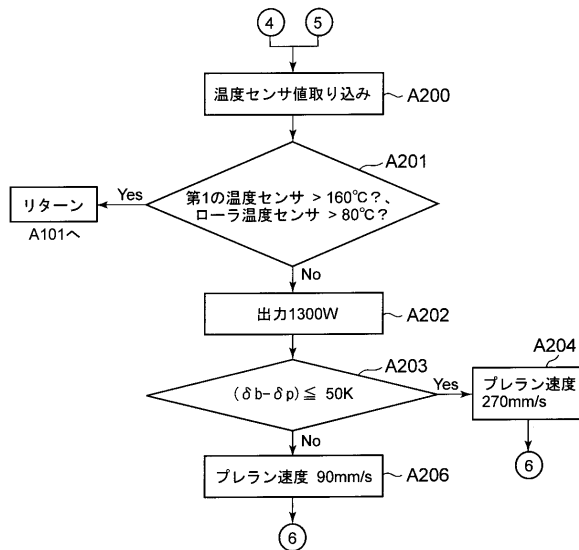 4
5
温度センサ値取り込み
A200
A201
第1の温度センサ > 160℃?、
ローラ温度センサ > 80℃?
Yes
リターン
A101へ
No
出力1300W
A202
A203
(δb-δp)≦ 50K
Yes
A204
プレラン速度
270mm/s
6
No
プレラン速度 90mm/s
A206
6